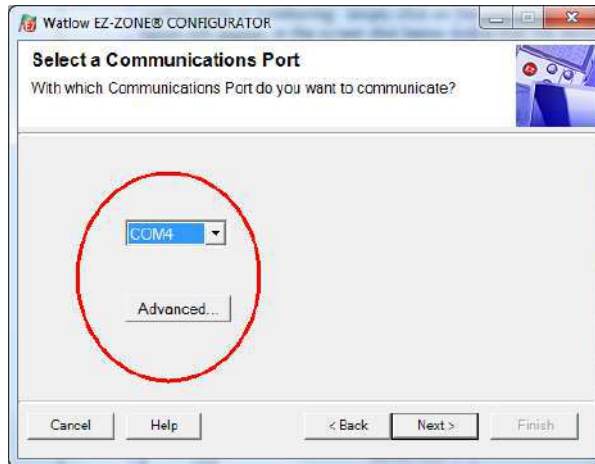 Watlow EZ-ZONE® CONFIGURATOR
Select a Communications Port
With which Communications Port do you want to communicate?
COM4
Advanced...
Cancel
Help
< Back
Next >
Finish